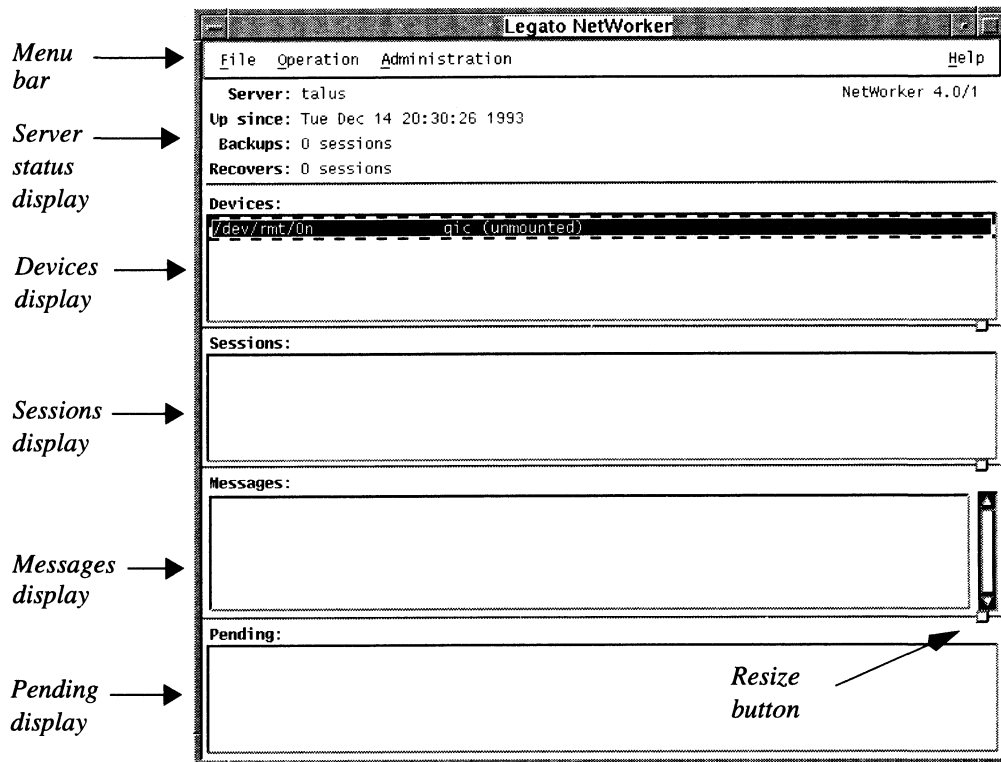 Legato NetWorker
Menu bar
File Operation Administration Help
Server: talus NetWorker 4.0/1
Up since: Tue Dec 14 20:30:26 1993
Backups: 0 sessions
Recovers: 0 sessions
Server status display
Devices:
/dev/rmt/0n qic (unmounted)
Devices display
Sessions:
Sessions display
Messages:
Messages display
Pending:
Pending display
Resize button